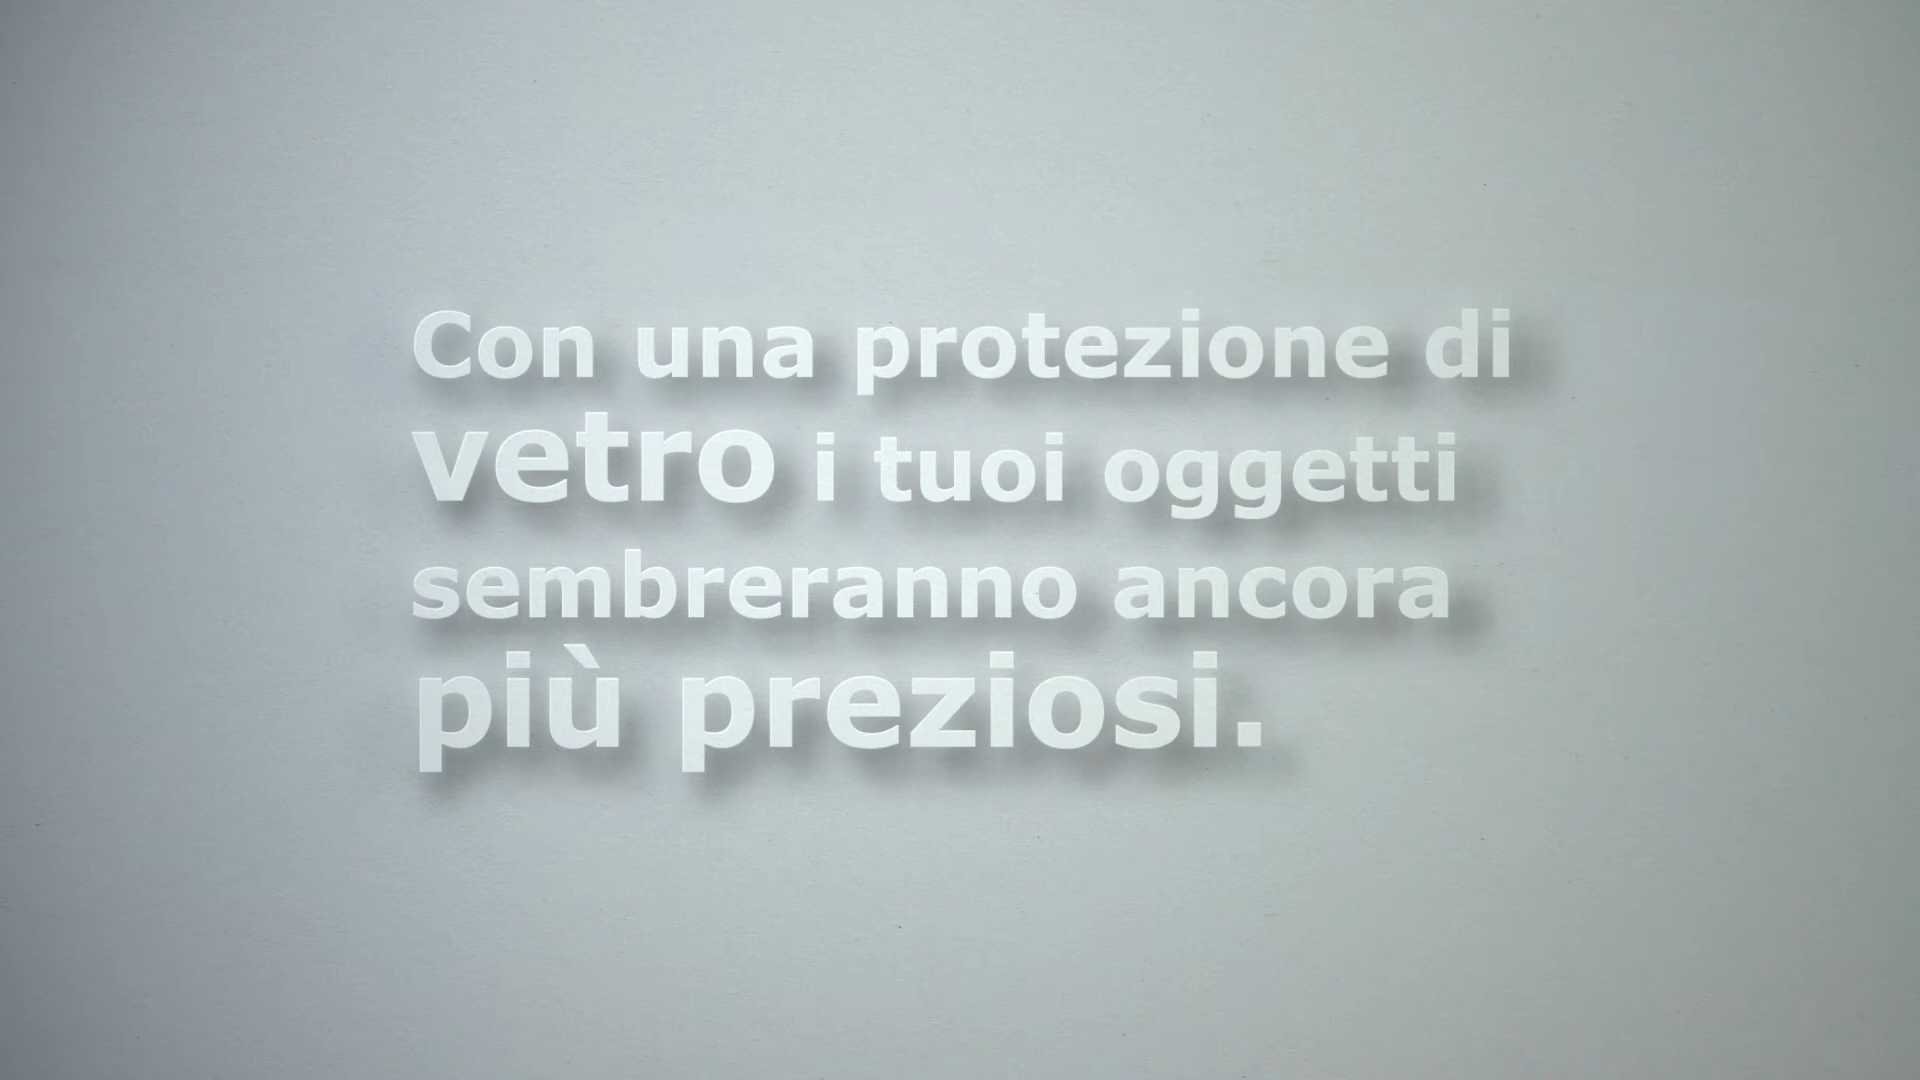 Con una protezione di
vetro i tuoi oggetti
sembreranno ancora
più preziosi.